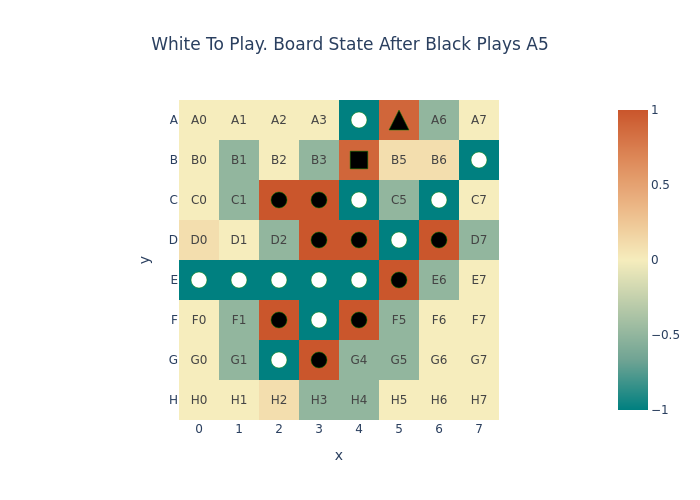 White To Play. Board State After Black Plays A5
A A0 A1 A2 A3 A6 A7
B B0 B1 B2 B3 B5 B6
C C0 C1 C5 C7
D D0 D1 D2 D7
E E6 E7
F F0 F1 F5 F6 F7
G G0 G1 G4 G5 G6 G7
H H0 H1 H2 H3 H4 H5 H6 H7
0 1 2 3 4 5 6 7
x
y
1
0.5
0
−0.5
−1